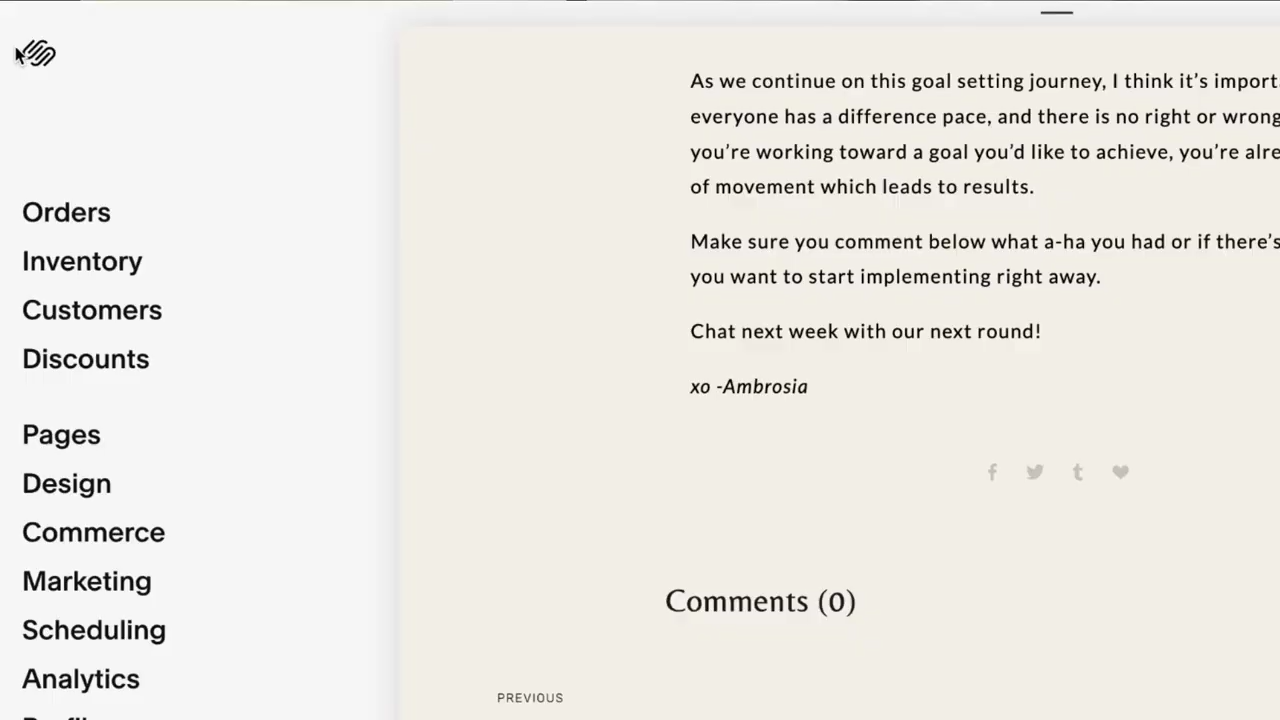 Orders
Inventory
Customers
Discounts
Pages
Design
Commerce
Marketing
Scheduling
Analytics
As we continue on this goal setting journey, I think it’s
everyone has a difference pace, and there is no right or wrong
you’re working toward a goal you’d like to achieve, you’re
of movement which leads to results.
Make sure you comment below what a-ha you had or if there’s
you want to start implementing right away.
Chat next week with our next round!
xo -Ambrosia
Comments (0)
PREVIOUS